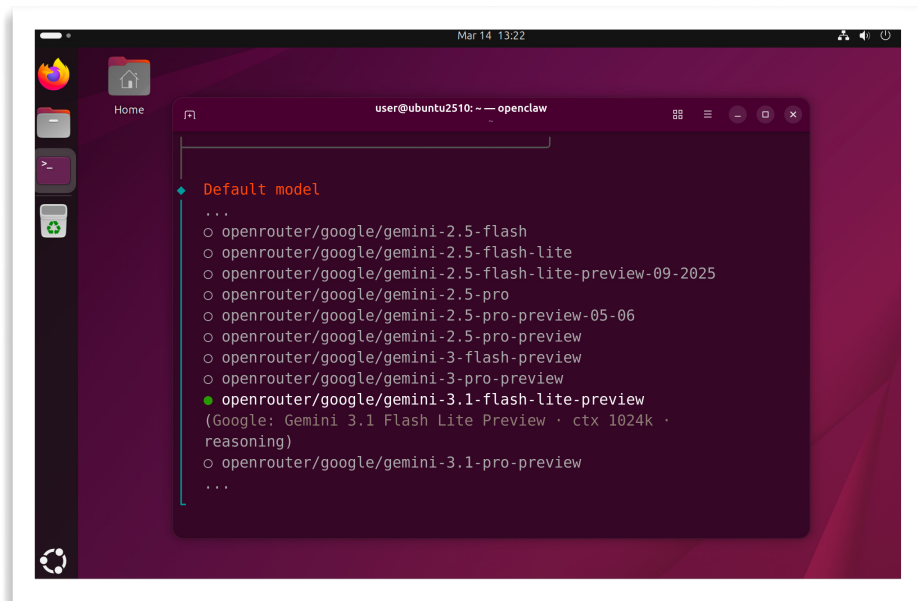 Mar 14 13:22
Home
user@ubuntu2510: ~ — openclaw
~
>_
Default model
...
openrouter/google/gemini-2.5-flash
openrouter/google/gemini-2.5-flash-lite
openrouter/google/gemini-2.5-flash-lite-preview-09-2025
openrouter/google/gemini-2.5-pro
openrouter/google/gemini-2.5-pro-preview-05-06
openrouter/google/gemini-2.5-pro-preview
openrouter/google/gemini-3-flash-preview
openrouter/google/gemini-3-pro-preview
openrouter/google/gemini-3.1-flash-lite-preview
(Google: Gemini 3.1 Flash Lite Preview · ctx 1024k ·
reasoning)
openrouter/google/gemini-3.1-pro-preview
...